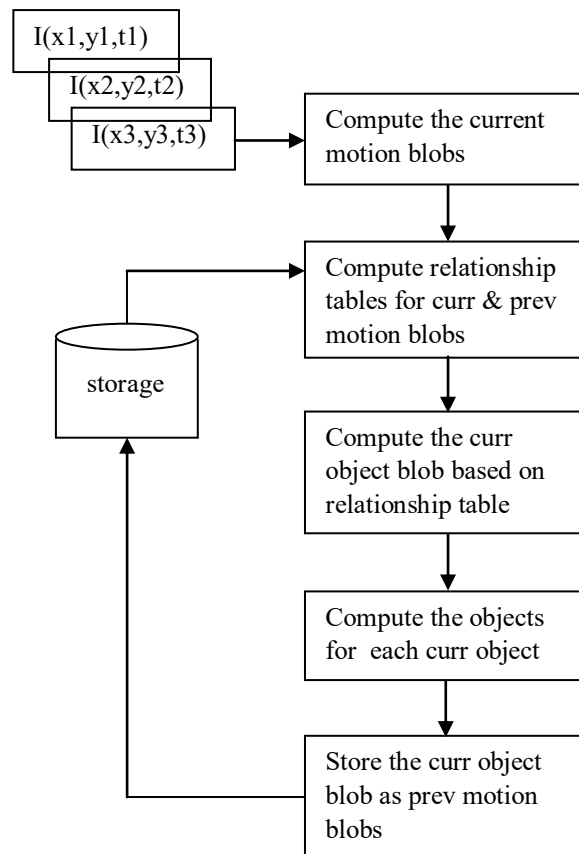 I(x1,y1,t1)
I(x2,y2,t2)
I(x3,y3,t3)
Compute the current
motion blobs
Compute relationship
tables for curr & prev
motion blobs
storage
Compute the curr
object blob based on
relationship table
Compute the objects
for each curr object
Store the curr object
blob as prev motion
blobs